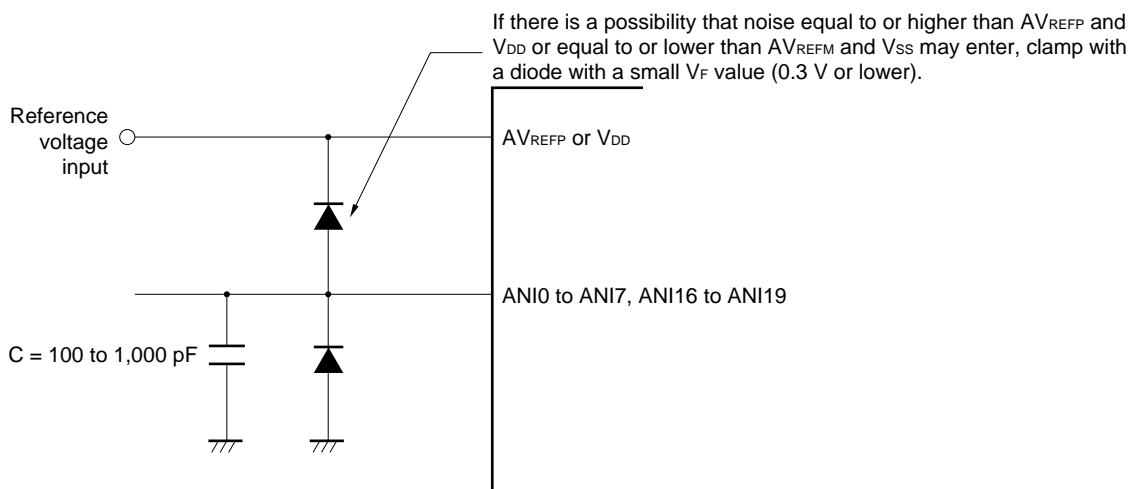 If there is a possibility that noise equal to or higher than AVREFP and
VDD or equal to or lower than AVREFM and VSS may enter, clamp with
a diode with a small VF value (0.3 V or lower).
Reference
voltage
input
AVREFP or VDD
ANI0 to ANI7, ANI16 to ANI19
C = 100 to 1,000 pF